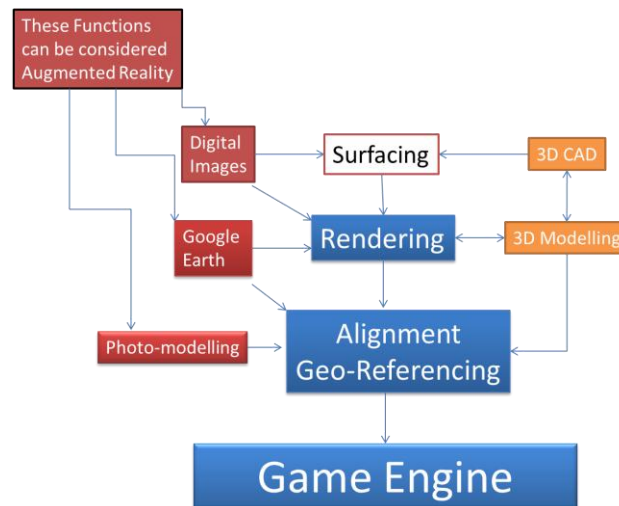 These Functions
can be considered
Augmented Reality
Digital
Images
Surfacing
3D CAD
Google
Earth
Rendering
3D Modelling
Photo-modelling
Alignment
Geo-Referencing
Game Engine